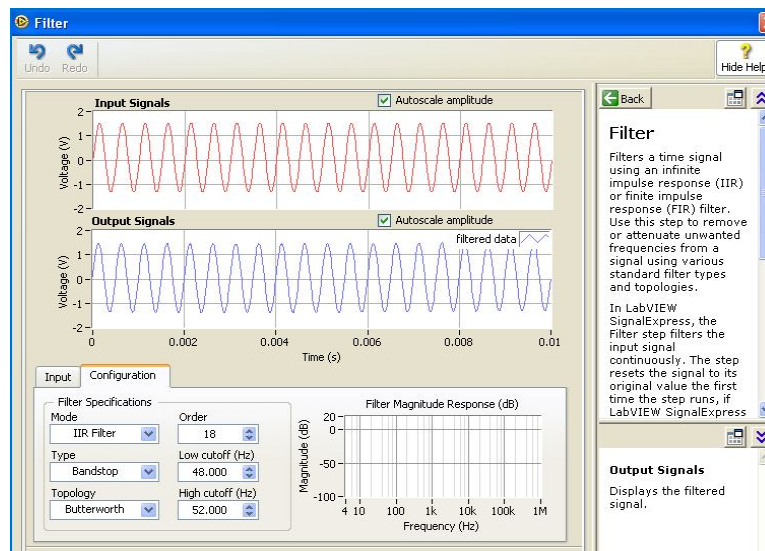 Filter
Undo
Redo
Hide Help
Input Signals
Autoscale amplitude
Voltage (V)
2
1
0
-1
-2
Output Signals
Autoscale amplitude
filtered data
Voltage (V)
2
1
0
-1
-2
0
0.002
0.004
0.006
0.008
0.01
Time (s)
Input
Configuration
Filter Specifications
Mode
IIR Filter
Order
18
Type
Bandstop
Low cutoff (Hz)
48.000
Topology
Butterworth
High cutoff (Hz)
52.000
Filter Magnitude Response (dB)
Magnitude (dB)
20
0
-50
-100
4
10
100
1k
10k
100k
1M
Frequency (Hz)
Back
Filter
Filters a time signal
using an infinite
impulse response (IIR)
or finite impulse
response (FIR) filter.
Use this step to remove
or attenuate unwanted
frequencies from a
signal using various
standard filter types
and topologies.
In LabVIEW
SignalExpress, the
Filter step filters the
input signal
continuously. The step
resets the signal to its
original value the first
time the step runs, if
LabVIEW SignalExpress
Output Signals
Displays the filtered
signal.